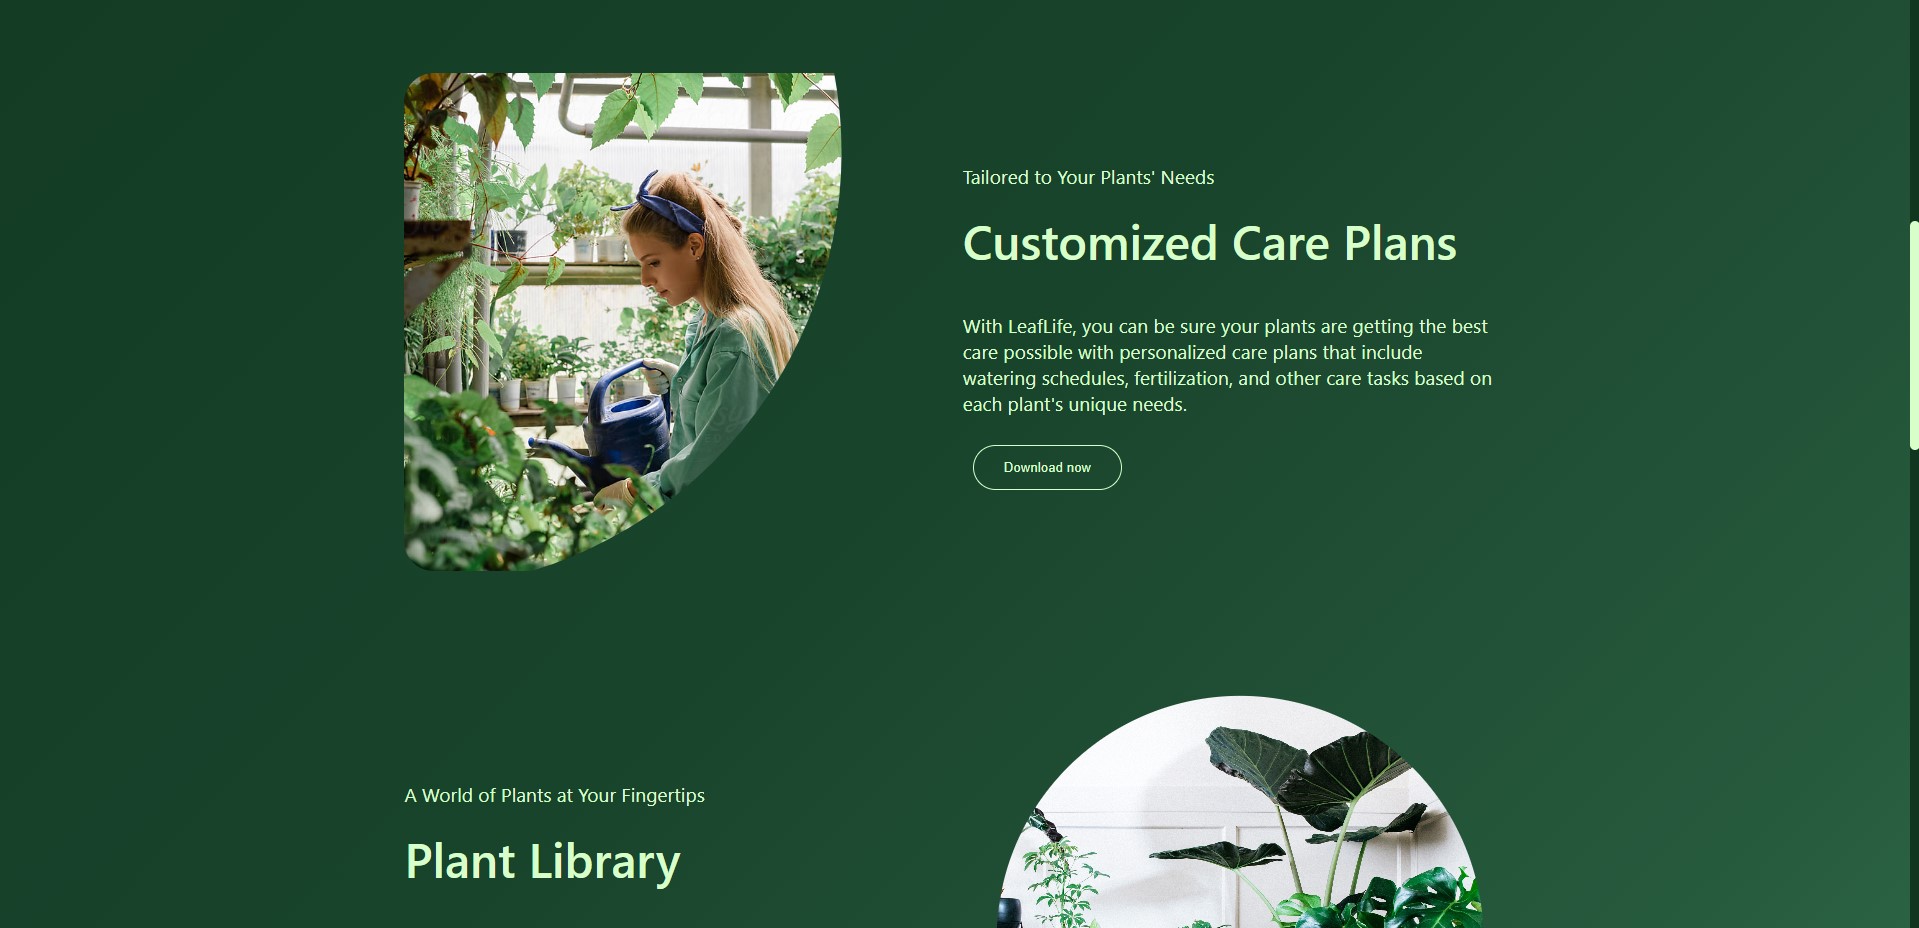 Tailored to Your Plants' Needs
Customized Care Plans
With LeafLife, you can be sure your plants are getting the best
care possible with personalized care plans that include
watering schedules, fertilization, and other care tasks based on
each plant's unique needs.
Download now
A World of Plants at Your Fingertips
Plant Library